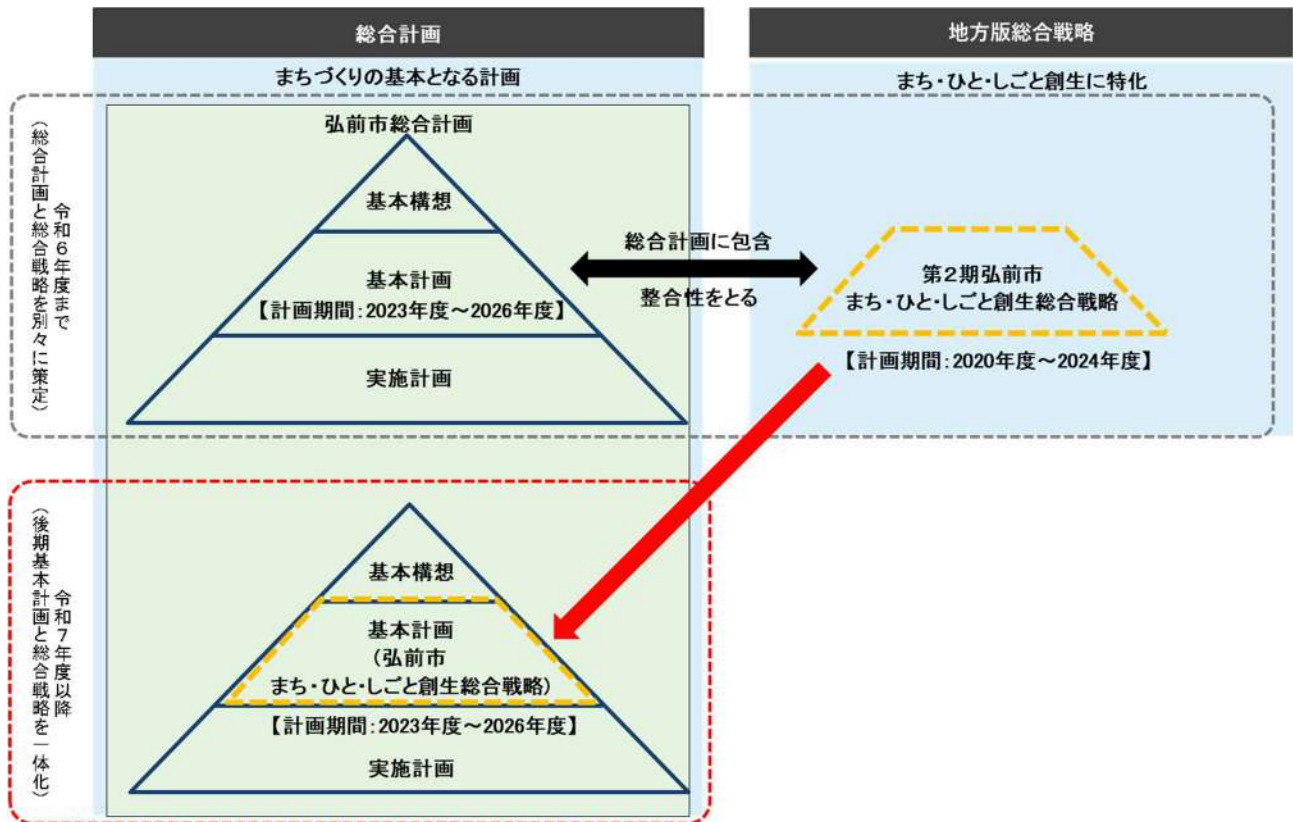 総合計画
地方版総合戦略
まちづくりの基本となる計画
まち・ひと・しごと創生に特化
令和6年度まで
（総合計画と総合戦略を別々に策定）
弘前市総合計画
基本構想
基本計画
【計画期間：2023年度～2026年度】
実施計画
総合計画に包含
整合性をとる
第2期弘前市
まち・ひと・しごと創生総合戦略
【計画期間：2020年度～2024年度】
令和7年度以降
（後期基本計画と総合戦略を一体化）
基本構想
基本計画
（弘前市
まち・ひと・しごと創生総合戦略）
【計画期間：2023年度～2026年度】
実施計画